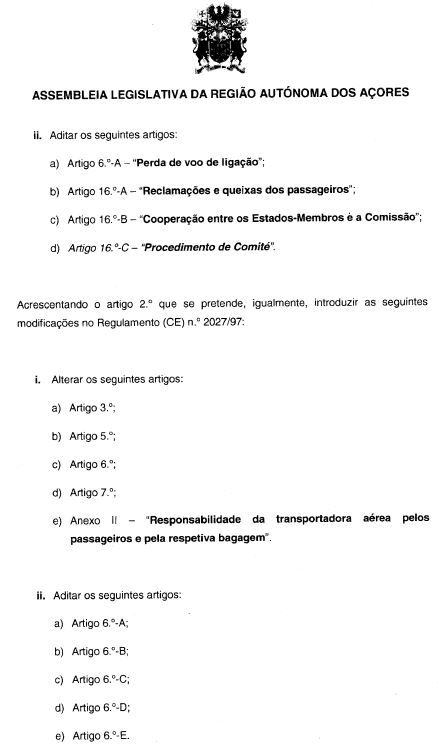 ASSEMBLEIA LEGISLATIVA DA REGIÃO AUTÓNOMA DOS AÇORES
ii. Aditar os seguintes artigos:
a) Artigo 6.º-A – “Perda de voo de ligação”;
b) Artigo 16.º-A – “Reclamações e queixas dos passageiros”;
c) Artigo 16.º-B – “Cooperação entre os Estados-Membros e a Comissão”;
d) Artigo 16.º-C – “Procedimento de Comité”.
Acrescentando o artigo 2.º que se pretende, igualmente, introduzir as seguintes
modificações no Regulamento (CE) n.º 2027/97:
i. Alterar os seguintes artigos:
a) Artigo 3.º;
b) Artigo 5.º;
c) Artigo 6.º;
d) Artigo 7.º;
e) Anexo II – “Responsabilidade da transportadora aérea pelos
passageiros e pela respetiva bagagem”.
ii. Aditar os seguintes artigos:
a) Artigo 6.º-A;
b) Artigo 6.º-B;
c) Artigo 6.º-C;
d) Artigo 6.º-D;
e) Artigo 6.º-E.